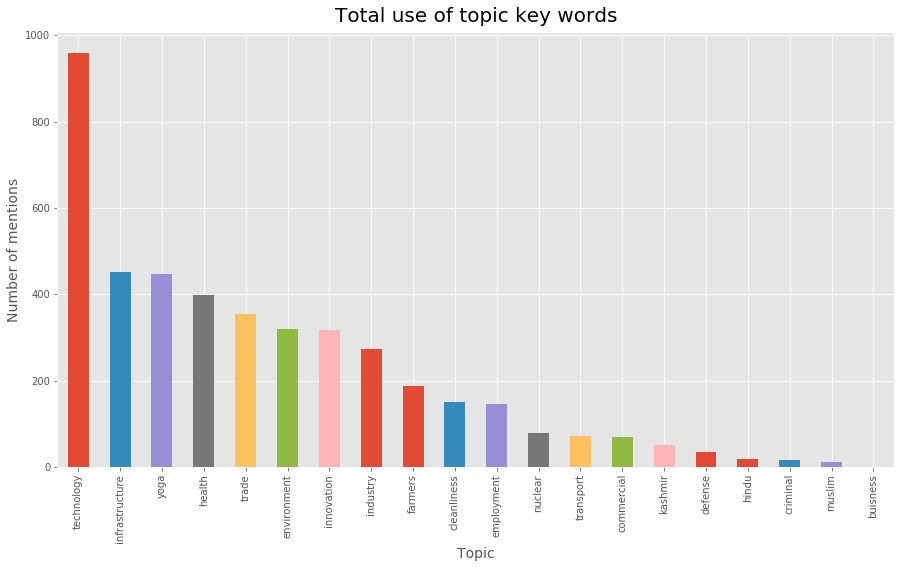 Total use of topic key words
Number of mentions
1000
800
600
400
200
0
technology
infrastructure
yoga
health
trade
environment
innovation
industry
farmers
cleanliness
employment
nuclear
transport
commercial
kashmir
defense
hindu
criminal
muslim
buisness
Topic